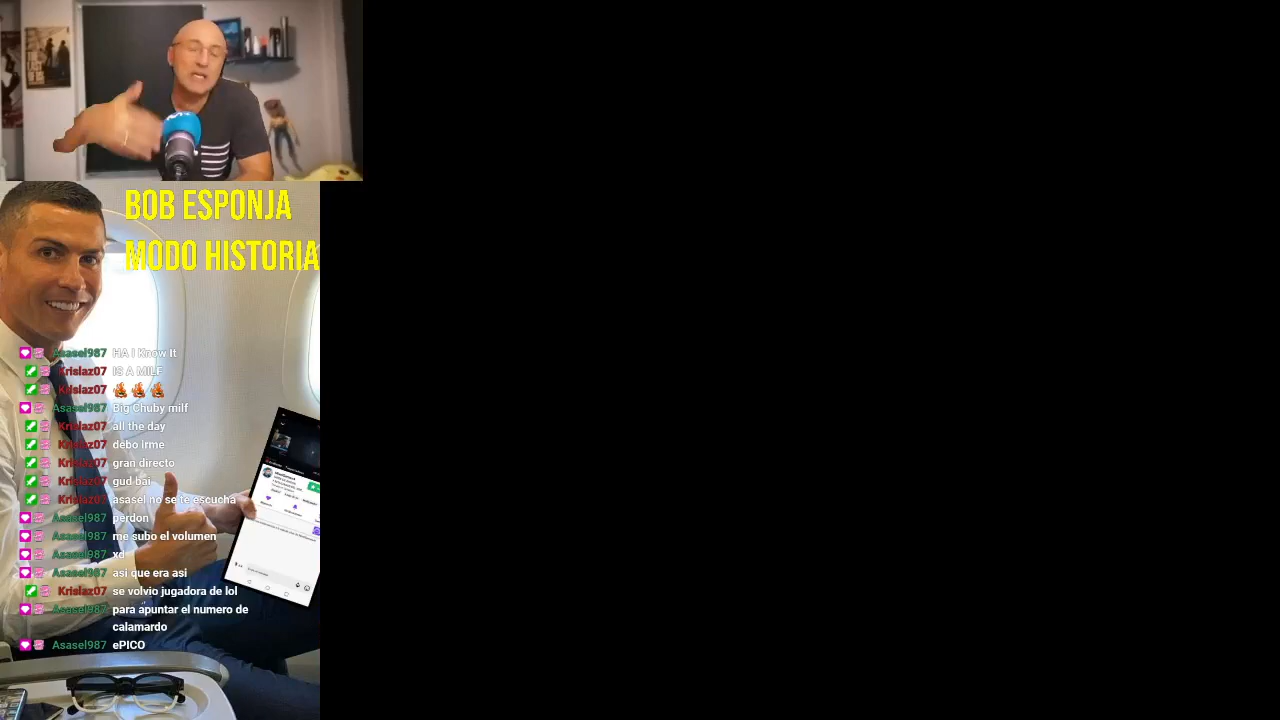 BOB ESPONJA
MODO HISTORIA
Asasel987 HA I Know It
Krislaz07 IS A MILF
Krislaz07
Asasel987 Big Chuby milf
Krislaz07 all the day
Krislaz07 debo irme
Krislaz07 gran directo
Krislaz07 gud bai
Krislaz07 asasel no se te escucha
Asasel987 perdon
Asasel987 me subo el volumen
Asasel987 xd
Asasel987 asi que era asi
Krislaz07 se volvio jugadora de lol
Asasel987 para apuntar el numero de
calamardo
Asasel987 ePICO